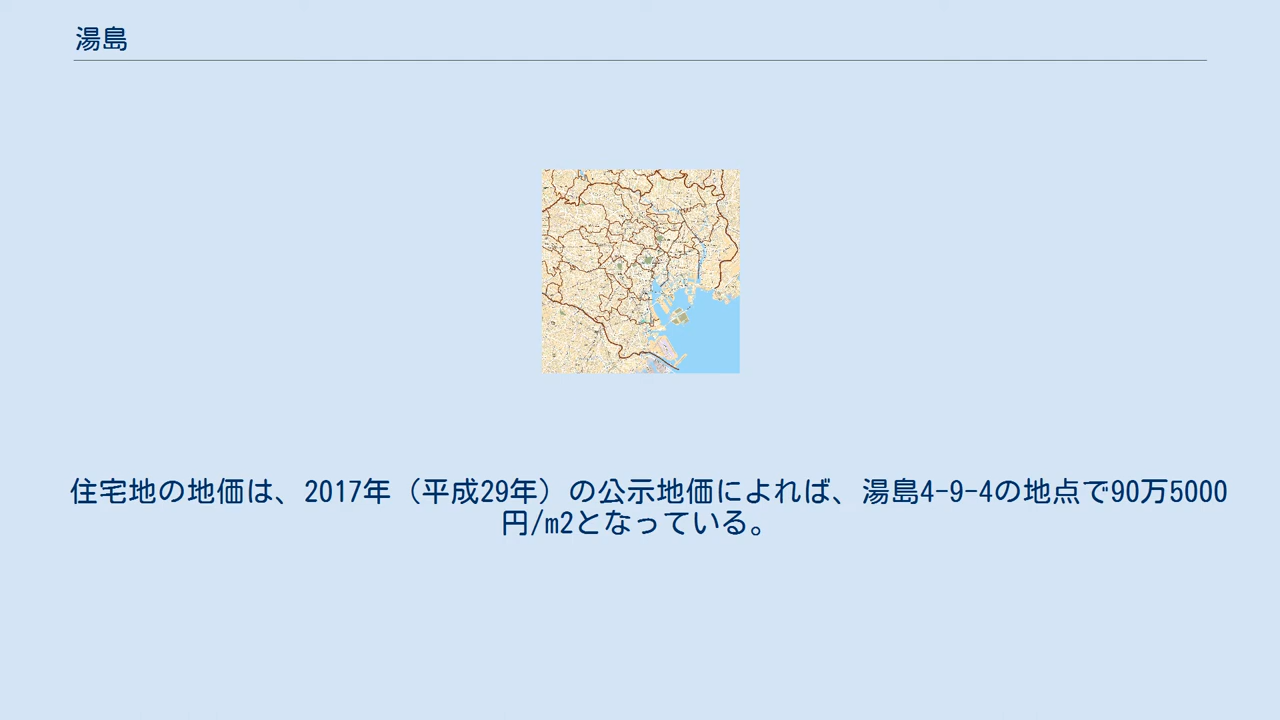 湯島
住宅地の地価は、2017年（平成29年）の公示地価によれば、湯島4-9-4の地点で90万5000
円/m2となっている。